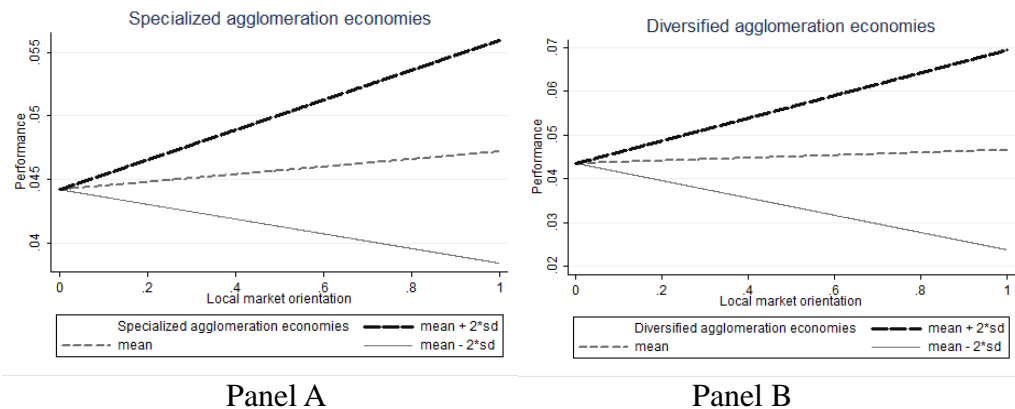 Specialized agglomeration economies
Performance
.055
.05
.045
.04
0 .2 .4 .6 .8 1
Local market orientation
Specialized agglomeration economies mean + 2*sd
mean mean - 2*sd
Panel A
Diversified agglomeration economies
Performance
.07
.06
.05
.04
.03
.02
0 .2 .4 .6 .8 1
Local market orientation
Diversified agglomeration economies mean + 2*sd
mean mean - 2*sd
Panel B